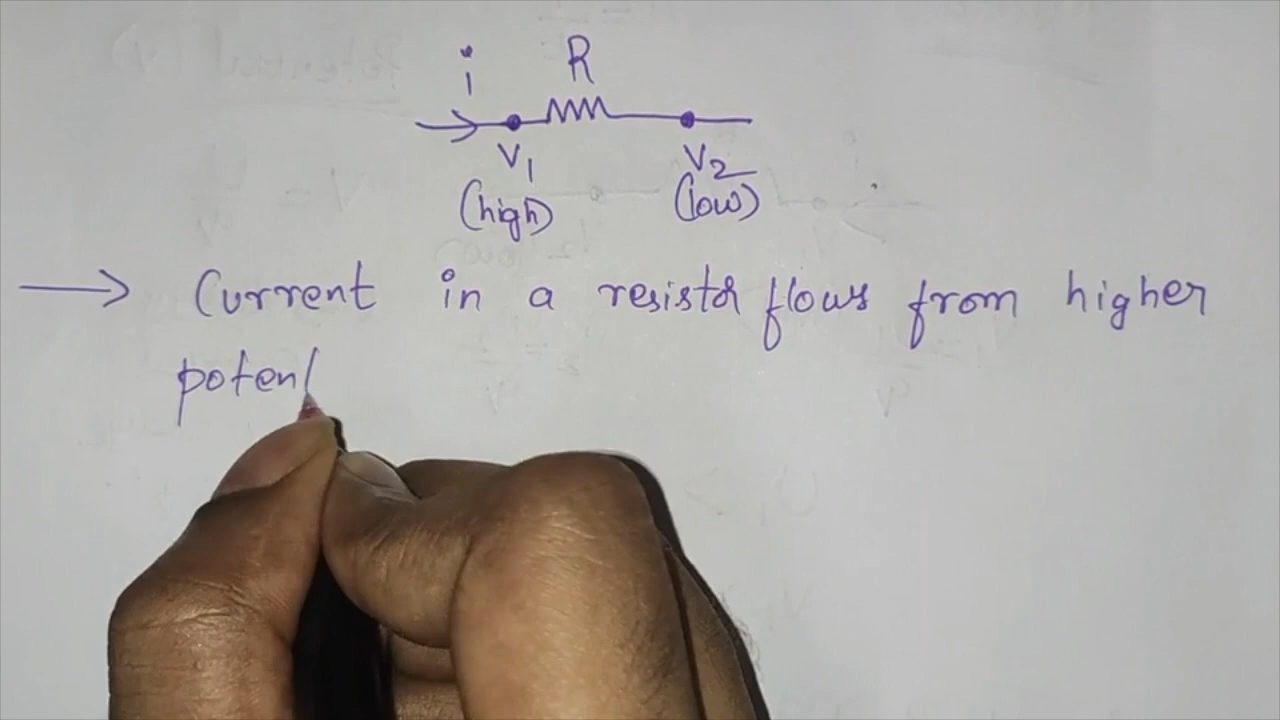 i R
V1 V2
(high) (low)
→ Current in a resistor flows from higher
poten